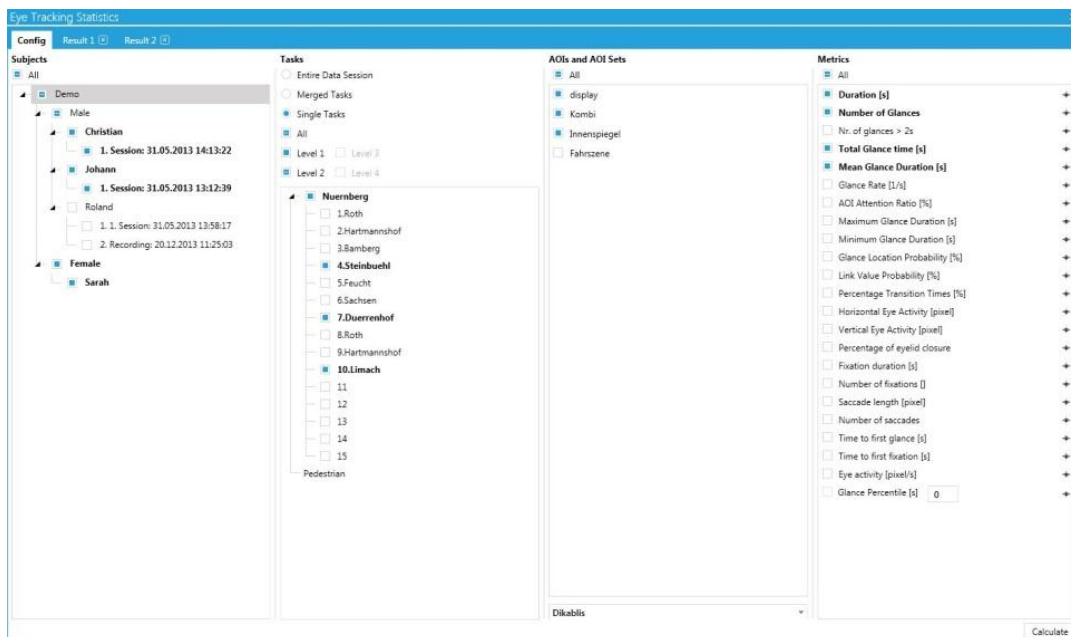 Eye Tracking Statistics
Config Result 1 Result 2
Subjects
All
Demo
Male
Christian
1. Session: 31.05.2013 14:13:22
Johann
1. Session: 31.05.2013 13:12:39
Roland
1. 1. Session: 31.05.2013 13:58:17
2. Recording: 20.12.2013 11:25:03
Female
Sarah
Tasks
Entire Data Session
Merged Tasks
Single Tasks
All
Level 1 Level 3
Level 2 Level 4
Nuernberg
1.Roth
2.Hartmannshof
3.Bamberg
4.Steinbuehl
5.Feucht
6.Sachsen
7.Duerrenhof
8.Roth
9.Hartmannshof
10.Limach
11
12
13
14
15
Pedestrian
AOIs and AOI Sets
All
display
Kombi
Innenspiegel
Fahrszene
Dikablis
Metrics
All
Duration [s]
Number of Glances
Nr. of glances > 2s
Total Glance time [s]
Mean Glance Duration [s]
Glance Rate [1/s]
AOI Attention Ratio [%]
Maximum Glance Duration [s]
Minimum Glance Duration [s]
Glance Location Probability [%]
Link Value Probability [%]
Percentage Transition Times [%]
Horizontal Eye Activity [pixel]
Vertical Eye Activity [pixel]
Percentage of eyelid closure
Fixation duration [s]
Number of fixations []
Saccade length [pixel]
Number of saccades
Time to first glance [s]
Time to first fixation [s]
Eye activity [pixel/s]
Glance Percentile [s] 0
Calculate